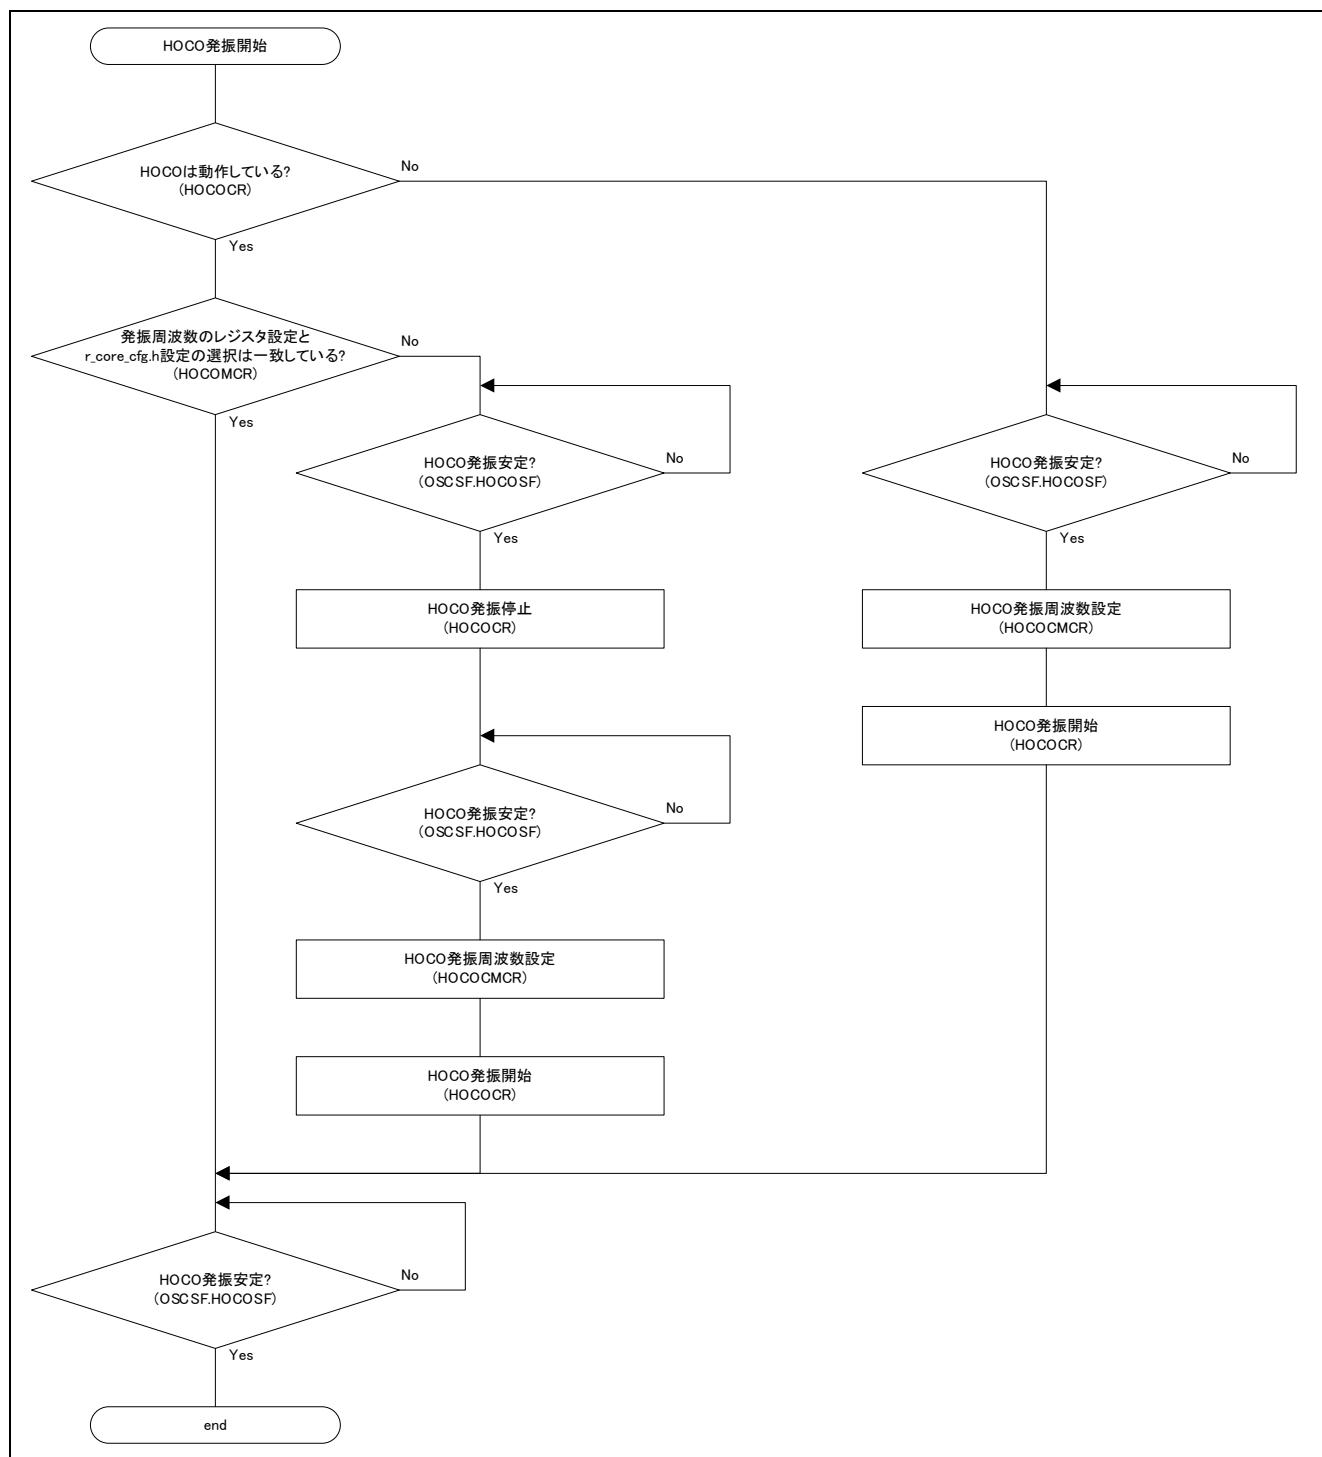 HOCO発振開始
HOCOは動作している?
(HOCOCR)
No
Yes
発振周波数のレジスタ設定と
r_core_cfg.h設定の選択は一致している?
(HOCOMCR)
No
Yes
HOCO発振安定?
(OSCSF.HOCOSF)
No
Yes
HOCO発振停止
(HOCOCR)
HOCO発振安定?
(OSCSF.HOCOSF)
No
Yes
HOCO発振周波数設定
(HOCOCMCR)
HOCO発振開始
(HOCOCR)
HOCO発振安定?
(OSCSF.HOCOSF)
No
Yes
HOCO発振周波数設定
(HOCOCMCR)
HOCO発振開始
(HOCOCR)
HOCO発振安定?
(OSCSF.HOCOSF)
No
Yes
end